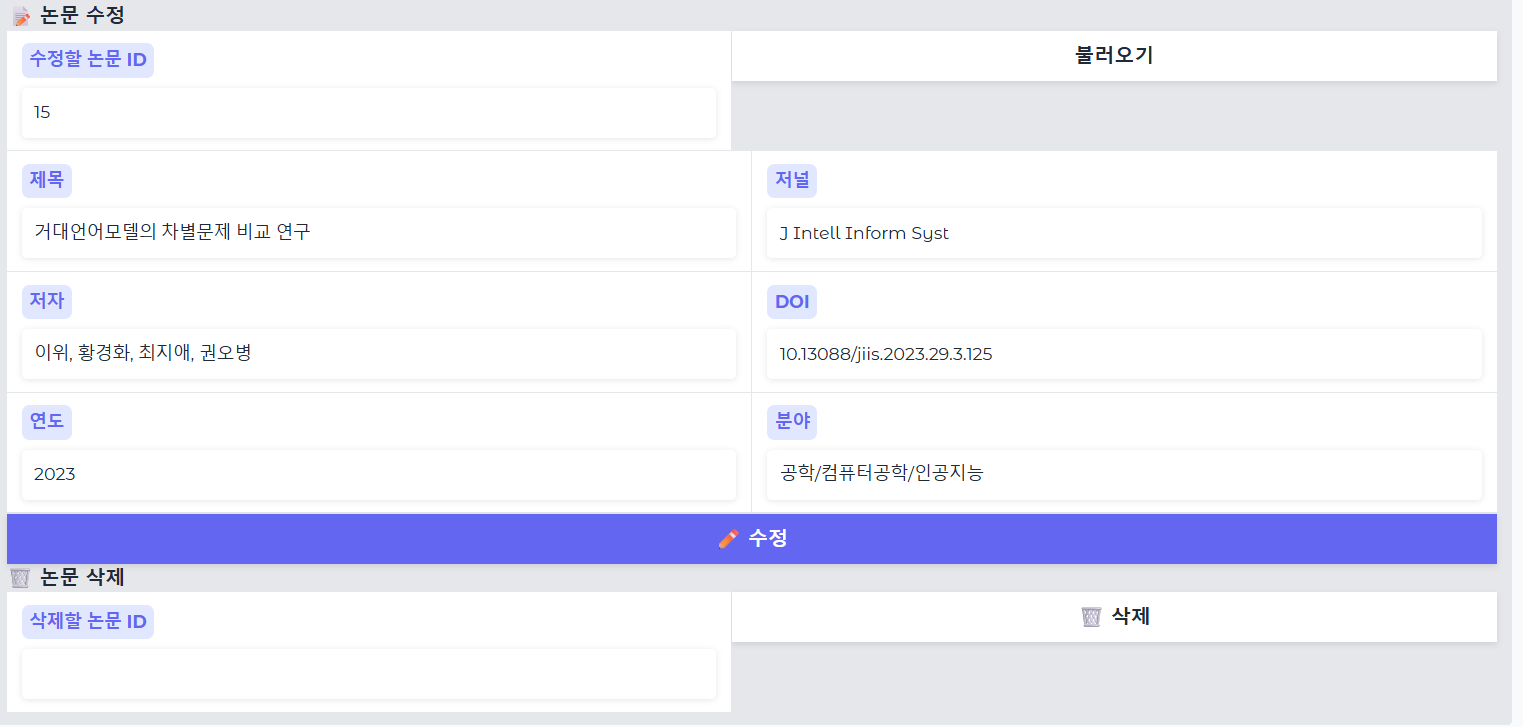 📝 논문 수정
수정할 논문 ID
불러오기
15
제목
저널
거대언어모델의 차별문제 비교 연구
J Intell Inform Syst
저자
DOI
이위, 황경화, 최지애, 권오병
10.13088/jiis.2023.29.3.125
연도
분야
2023
공학/컴퓨터공학/인공지능
✏️ 수정
🗑️ 논문 삭제
삭제할 논문 ID
🗑️ 삭제